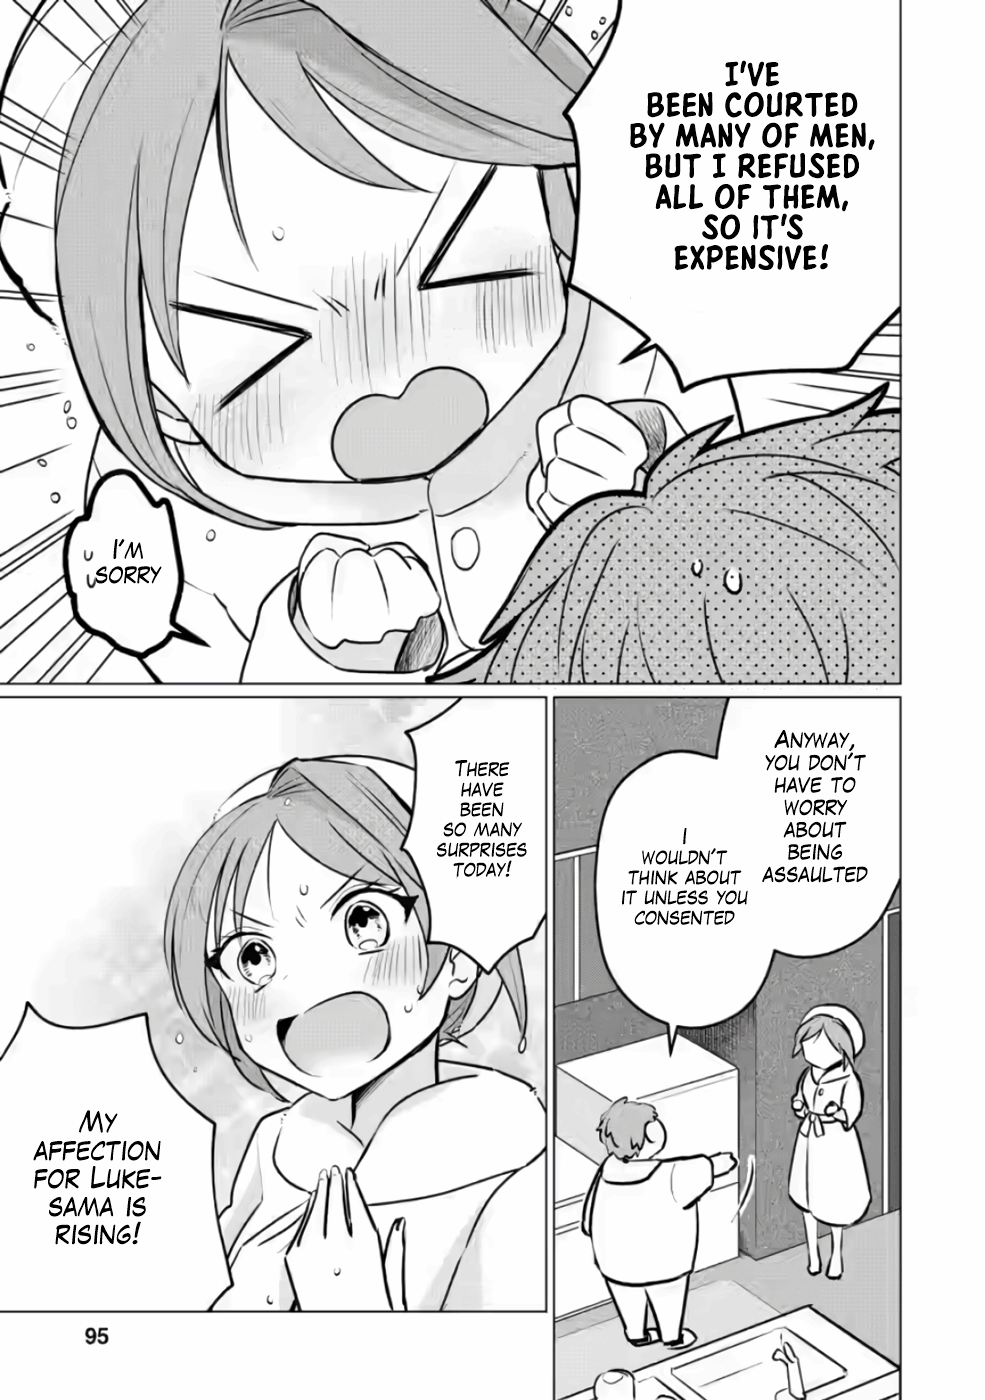 I'VE
BEEN COURTED
BY MANY OF MEN,
BUT I REFUSED
ALL OF THEM,
SO IT'S
EXPENSIVE!
I'M
SORRY
ANYWAY,
YOU DON'T
HAVE TO
WORRY
ABOUT
BEING
ASSAULTED
I
WOULDN'T
THINK ABOUT
IT UNLESS YOU
CONSENTED
THERE
HAVE
BEEN
SO MANY
SURPRISES
TODAY!
MY
AFFECTION
FOR LUKE-
SAMA IS
RISING!
95